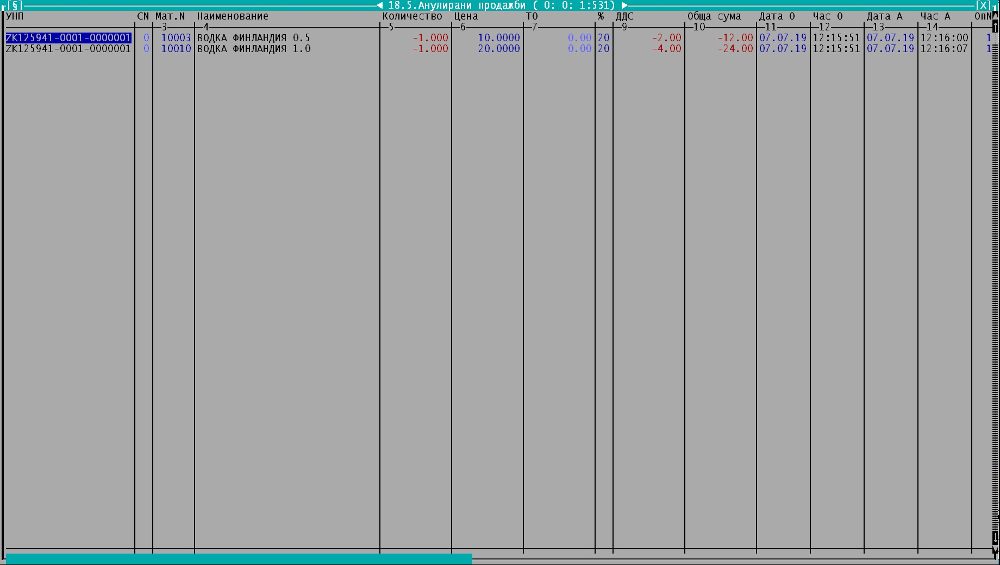 [§] ◄ 18.5.Анулирани продажби ( 0: 0: 1:531) ► [X]
УНП CN Мат.N Наименование Количество Цена ТО % ДДС Обща сума Дата О Час О Дата А Час А ОпN
3 4 5 6 7 9 10 11 12 13 14
ZK125941-0001-0000001 0 10003 ВОДКА ФИНЛАНДИЯ 0.5 -1.000 10.0000 0.00 20 -2.00 -12.00 07.07.19 12:15:51 07.07.19 12:16:00 1
ZK125941-0001-0000001 0 10010 ВОДКА ФИНЛАНДИЯ 1.0 -1.000 20.0000 0.00 20 -4.00 -24.00 07.07.19 12:15:51 07.07.19 12:16:07 1